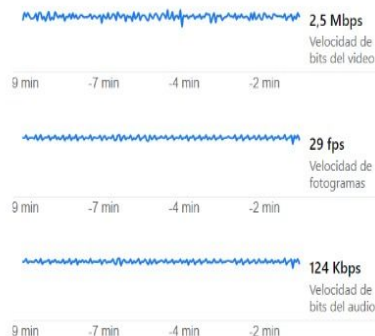 2,5 Mbps
Velocidad de
bits del video
9 min -7 min -4 min -2 min
29 fps
Velocidad de
fotogramas
9 min -7 min -4 min -2 min
124 Kbps
Velocidad de
bits del audio
9 min -7 min -4 min -2 min